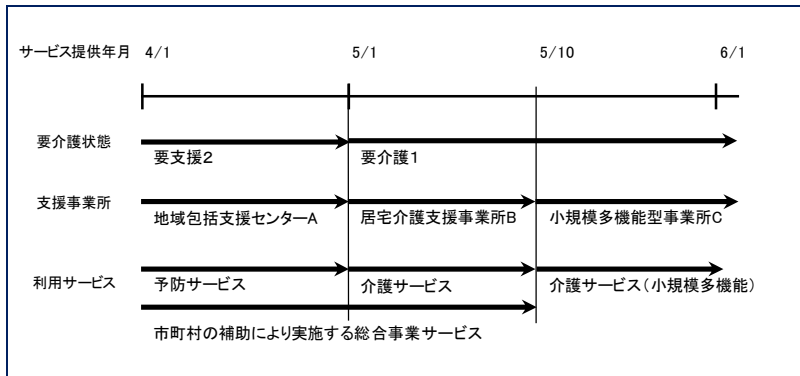 サービス提供年月 4/1 5/1 5/10 6/1
要介護状態
要支援2 要介護1
支援事業所
地域包括支援センターA 居宅介護支援事業所B 小規模多機能型事業所C
利用サービス
予防サービス 介護サービス 介護サービス(小規模多機能)
市町村の補助により実施する総合事業サービス